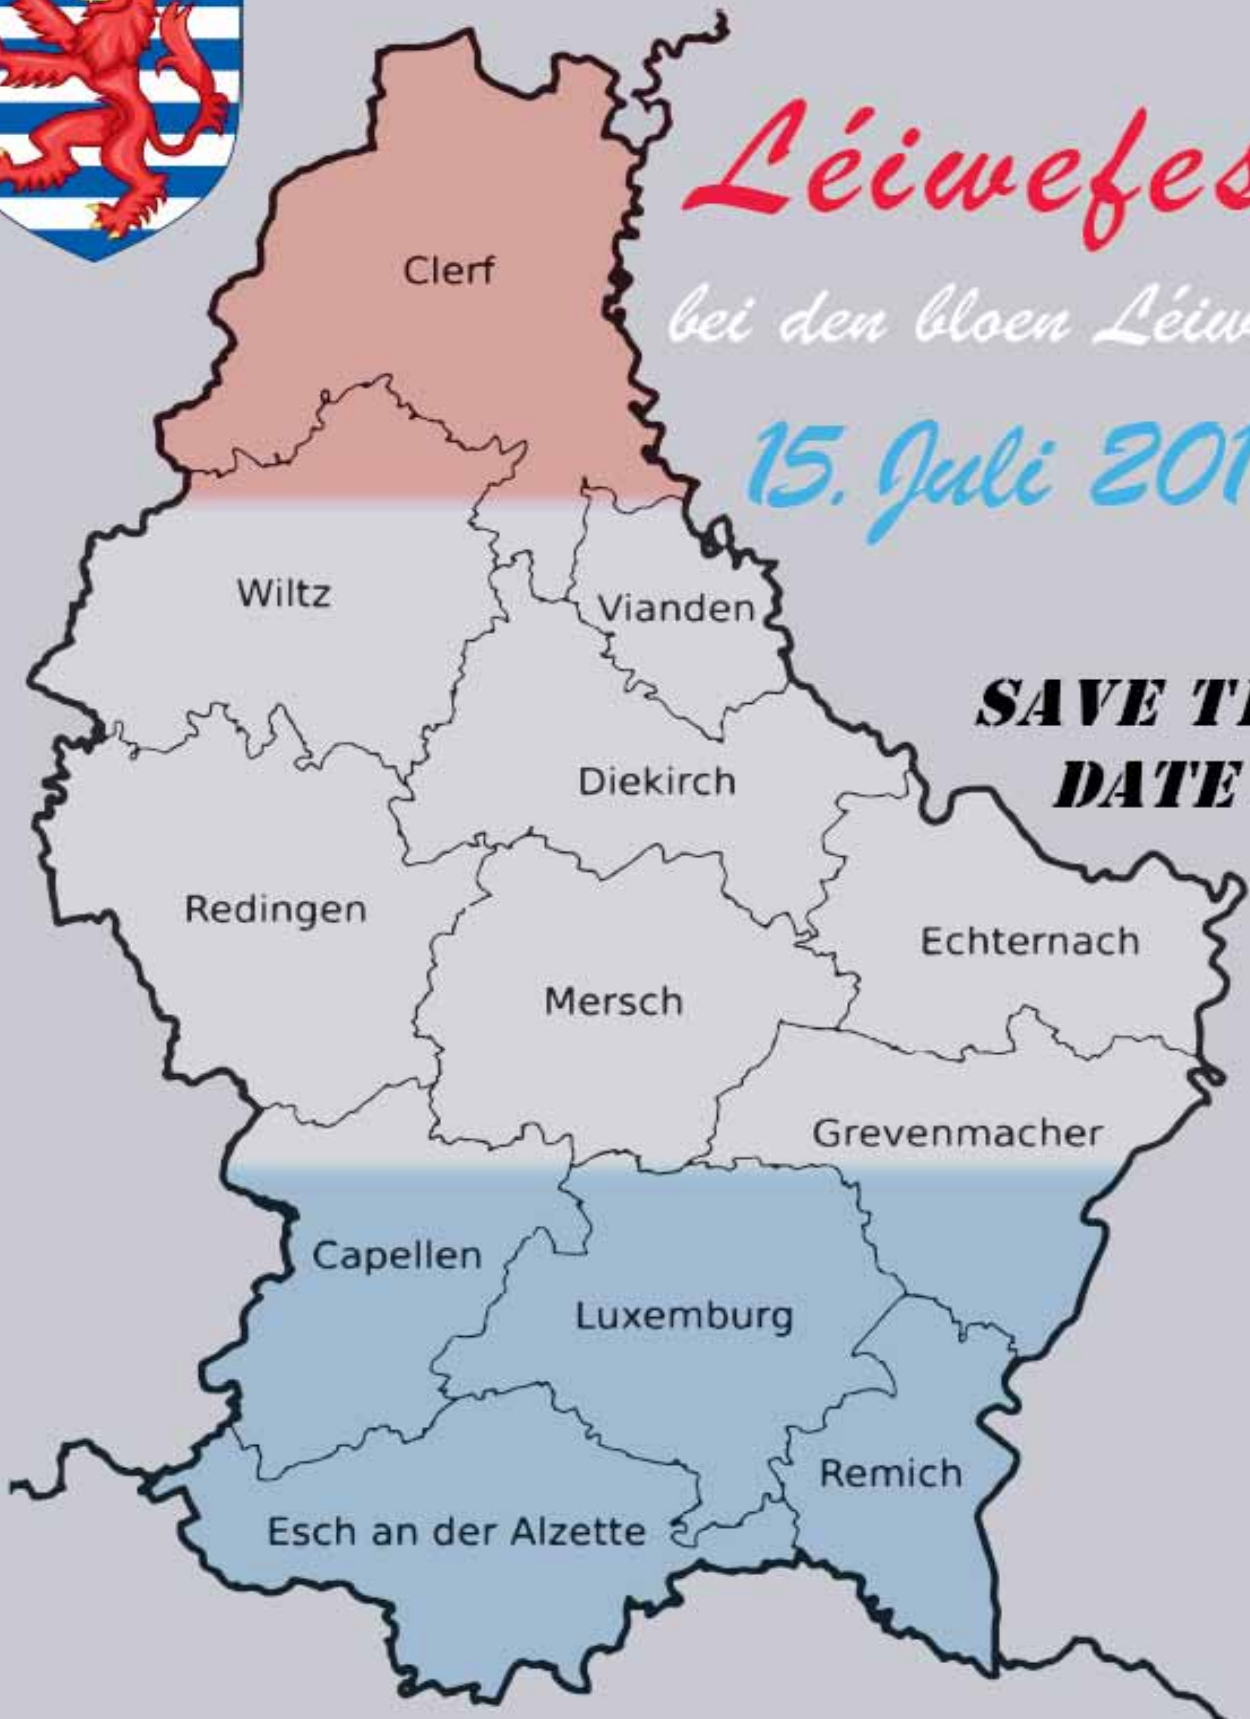 Léiwefes
bei den bloen Léiw
15. Juli 201
SAVE
DATE
Clerf
Wiltz
Vianden
Diekirch
Redingen
Echternach
Mersch
Grevenmacher
Capellen
Luxemburg
Remich
Esch an der Alzette